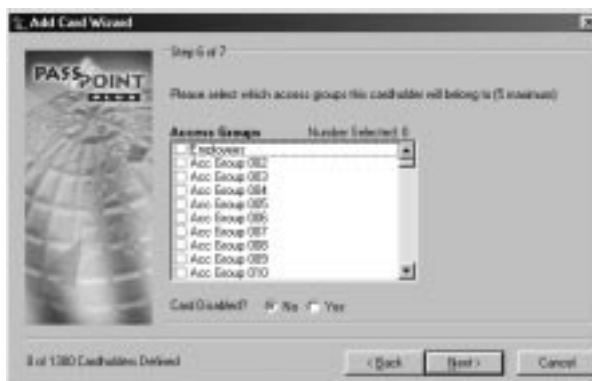 Add Card Wizard
Step 6 of 7
PASSPOINT
PLUS
Please select which access groups this cardholder will belong to (5 maximum)
Access Groups Number Selected: 0
Employees
Acc Group 002
Acc Group 003
Acc Group 004
Acc Group 005
Acc Group 006
Acc Group 007
Acc Group 008
Acc Group 009
Acc Group 010
Card Disabled? No Yes
0 of 1300 Cardholders Defined
< Back Next > Cancel